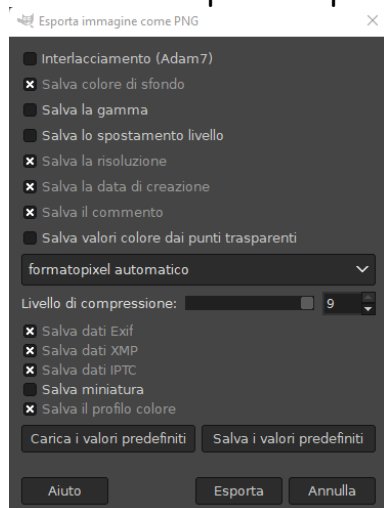 Esporta immagine come PNG
Interlacciamento (Adam7)
Salva colore di sfondo
Salva la gamma
Salva lo spostamento livello
Salva la risoluzione
Salva la data di creazione
Salva il commento
Salva valori colore dai punti trasparenti
formatopixel automatico
Livello di compressione: 9
Salva dati Exif
Salva dati XMP
Salva dati IPTC
Salva miniatura
Salva il profilo colore
Carica i valori predefiniti Salva i valori predefiniti
Aiuto Esporta Annulla